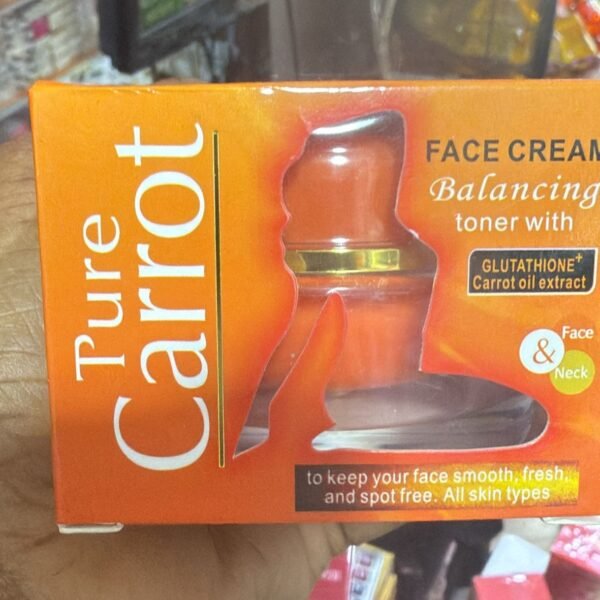 Pure
Carrot
FACE CREAM
Balancing
toner with
GLUTATHIONE+
Carrot oil extract
Face
&
Neck
to keep your face smooth, fresh,
and spot free. All skin types